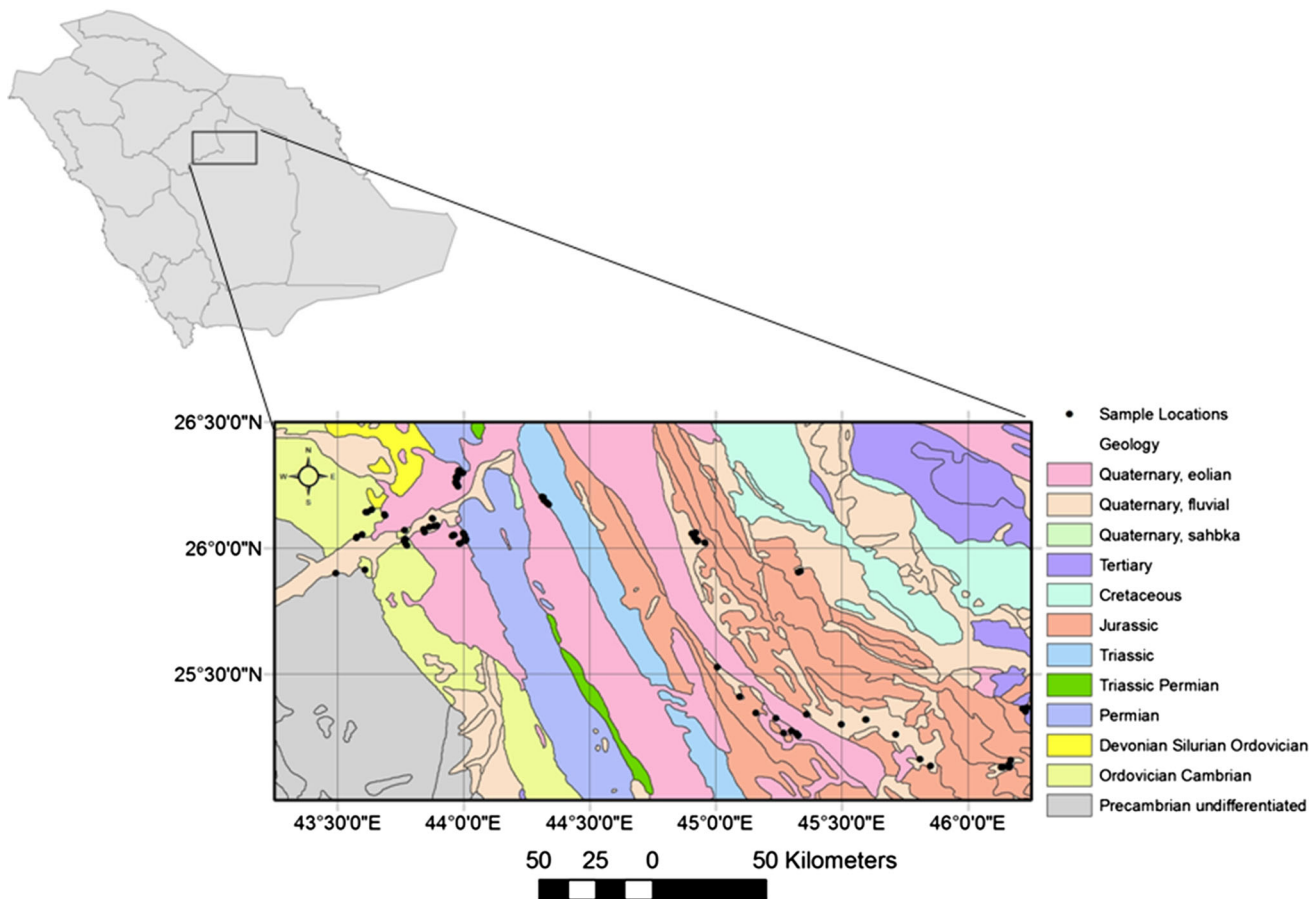 Sample Locations
Geology
Quaternary, eolian
Quaternary, fluvial
Quaternary, sahbka
Tertiary
Cretaceous
Jurassic
Triassic
Triassic Permian
Permian
Devonian Silurian Ordovician
Ordovician Cambrian
Precambrian undifferentiated
26°30'0"N
26°0'0"N
25°30'0"N
N
W E
S
43°30'0"E 44°0'0"E 44°30'0"E 45°0'0"E 45°30'0"E 46°0'0"E
50 25 0 50 Kilometers